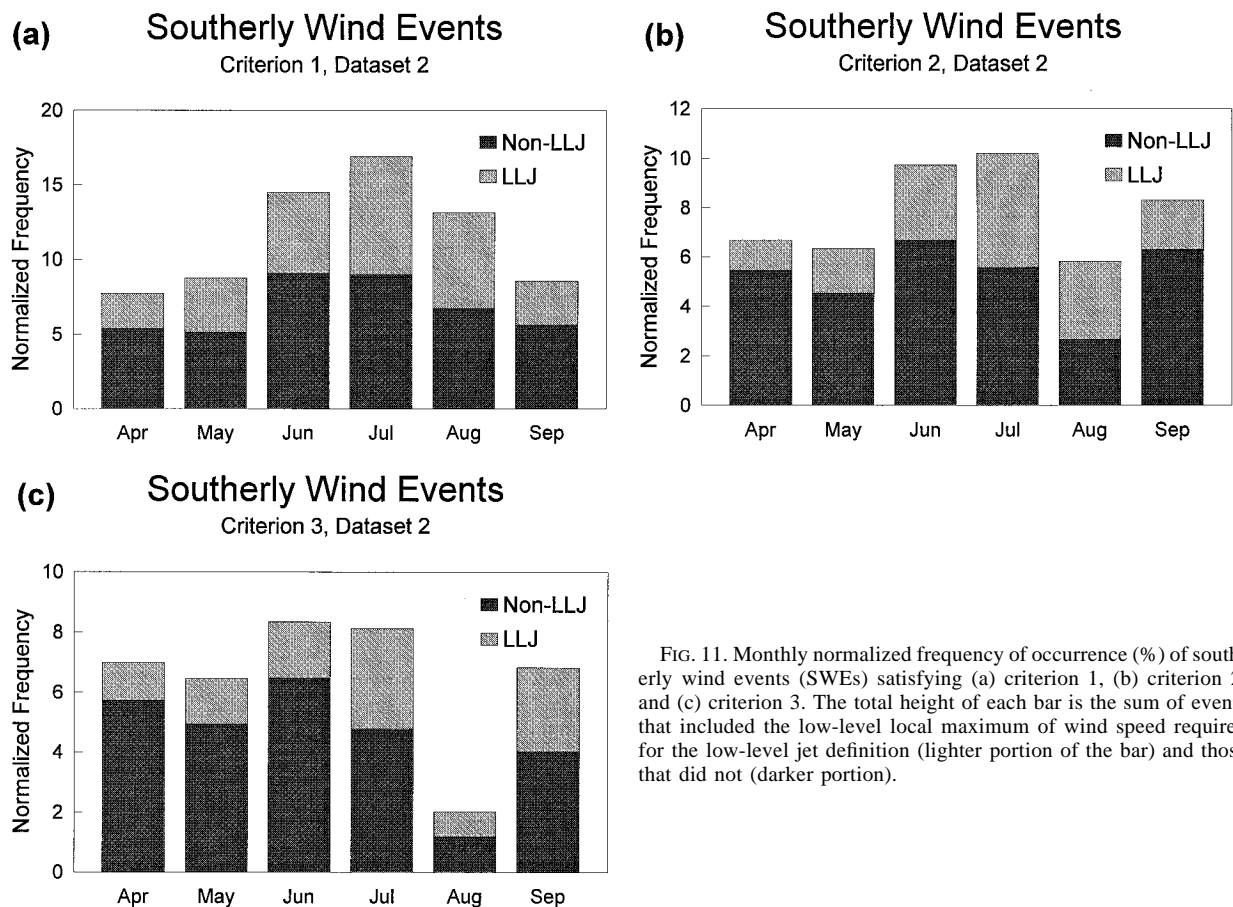 (a) Southerly Wind Events
Criterion 1, Dataset 2
20
15
10
5
0
Normalized Frequency
Non-LLJ
LLJ
Apr May Jun Jul Aug Sep
(b) Southerly Wind Events
Criterion 2, Dataset 2
12
10
8
6
4
2
0
Normalized Frequency
Non-LLJ
LLJ
Apr May Jun Jul Aug Sep
(c) Southerly Wind Events
Criterion 3, Dataset 2
10
8
6
4
2
0
Normalized Frequency
Non-LLJ
LLJ
Apr May Jun Jul Aug Sep
FIG. 11. Monthly normalized frequency of occurrence (%) of south
erly wind events (SWEs) satisfying (a) criterion 1, (b) criterion 2
and (c) criterion 3. The total height of each bar is the sum of event
that included the low-level local maximum of wind speed require
for the low-level jet definition (lighter portion of the bar) and thos
that did not (darker portion).